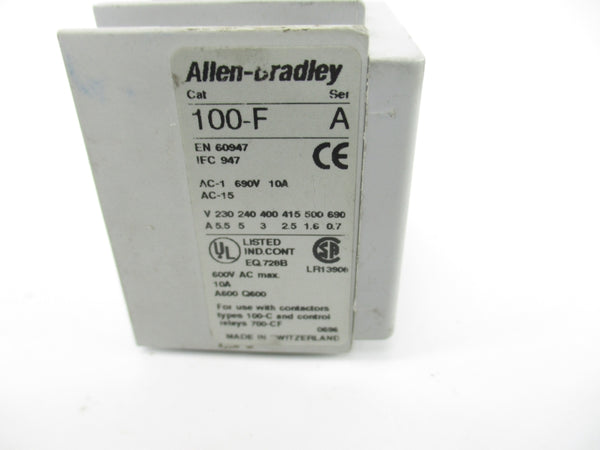 Allen-Bradley
Cat Ser
100-F A
EN 60947
IEC 947
CE
AC-1 690V 10A
AC-15
V 230 240 400 415 500 690
A 5.5 5 3 2.5 1.6 0.7
UL LISTED
IND.CONT
EQ.728B
SA
LR13906
600V AC max.
10A
A600 Q600
For use with contactors
types 100-C and control
relays 700-CF
0696
MADE IN SWITZERLAND